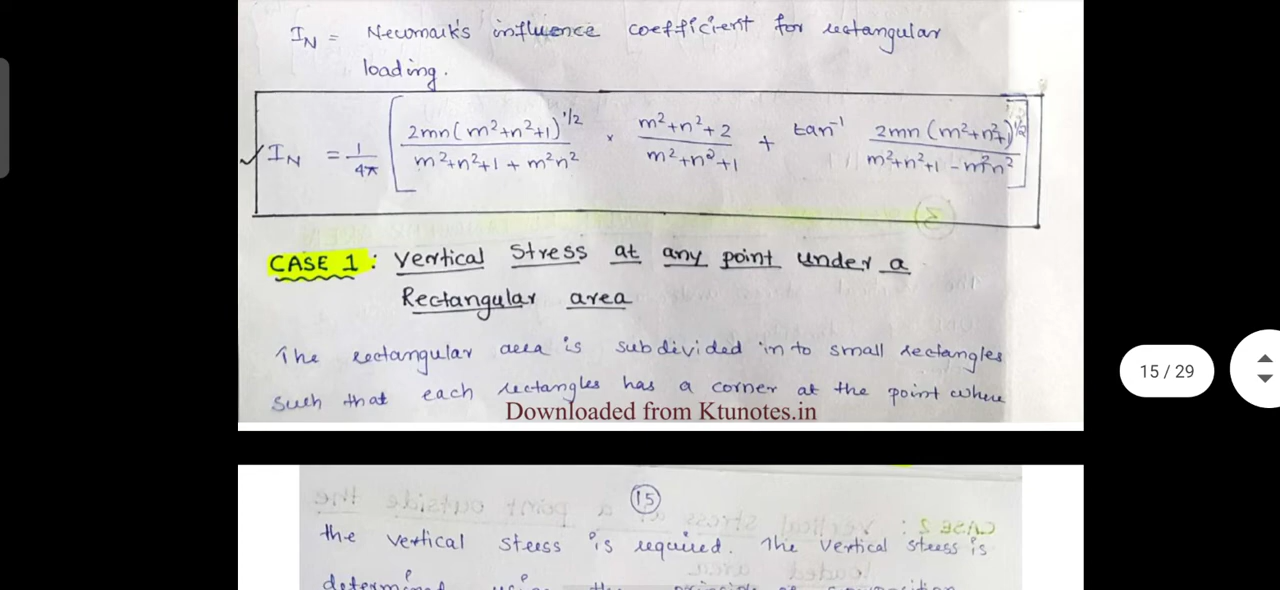 I_N = Newmark's influence coefficient for rectangular
loading.
I_N = 1/4π [ 2mn(m²+n²+1)^1/2 / m²+n²+1+m²n² × m²+n²+2 / m²+n²+1 + tan⁻¹ 2mn(m²+n²+1)^1/2 / m²+n²+1-m²n² ]
CASE 1 : Vertical Stress at any point under a
Rectangular area
The rectangular area is subdivided in to small rectangles
such that each rectangles has a corner at the point where
Downloaded from Ktunotes.in
15 / 29
15
the vertical stress is required. The vertical stress is